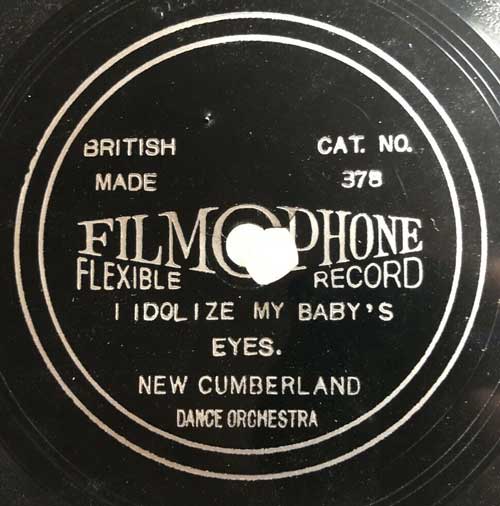 BRITISH MADE
CAT. NO. 378
FILMOPHONE
FLEXIBLE RECORD
I IDOLIZE MY BABY'S
EYES.
NEW CUMBERLAND
DANCE ORCHESTRA